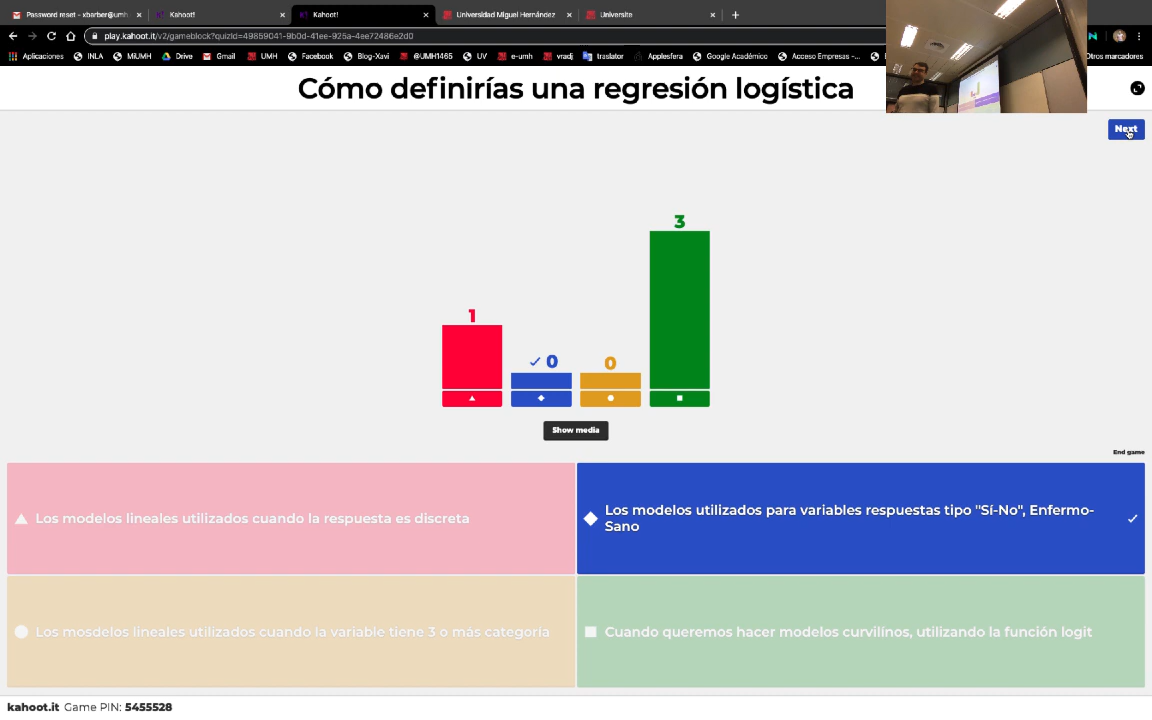 Password reset - xbarber@umh
Kahoot!
Kahoot!
Universidad Miguel Hernández
Universite
play.kahoot.it/v2/gameblock?quizId=49859041-9b0d-41ee-925a-4ee72486e2d0
Aplicaciones INLA MiUMH Drive Gmail UMH Facebook Blog-Xavi @UMH1465 UV e-umh vradj traslator Applesfera Google Académico Acceso Empresas -... Otros marcadores
Cómo definirías una regresión logística
Next
1
0
0
3
Show media
End game
Los modelos lineales utilizados cuando la respuesta es discreta
Los modelos utilizados para variables respuestas tipo "Sí-No", Enfermo-
Sano
Los mosdelos lineales utilizados cuando la variable tiene 3 o más categoría
Cuando queremos hacer modelos curvilínos, utilizando la función logit
kahoot.it Game PIN: 5455528